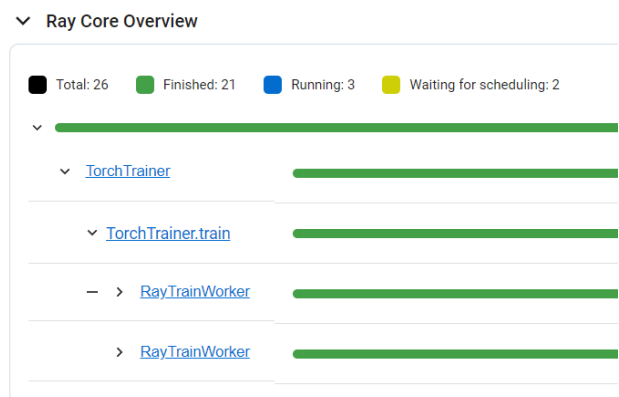 Ray Core Overview
Total: 26 Finished: 21 Running: 3 Waiting for scheduling: 2
TorchTrainer
TorchTrainer.train
RayTrainWorker
RayTrainWorker